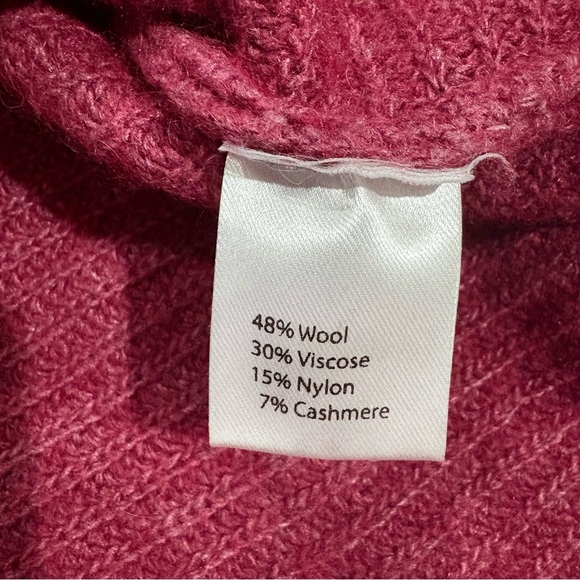 48% Wool
30% Viscose
15% Nylon
7% Cashmere